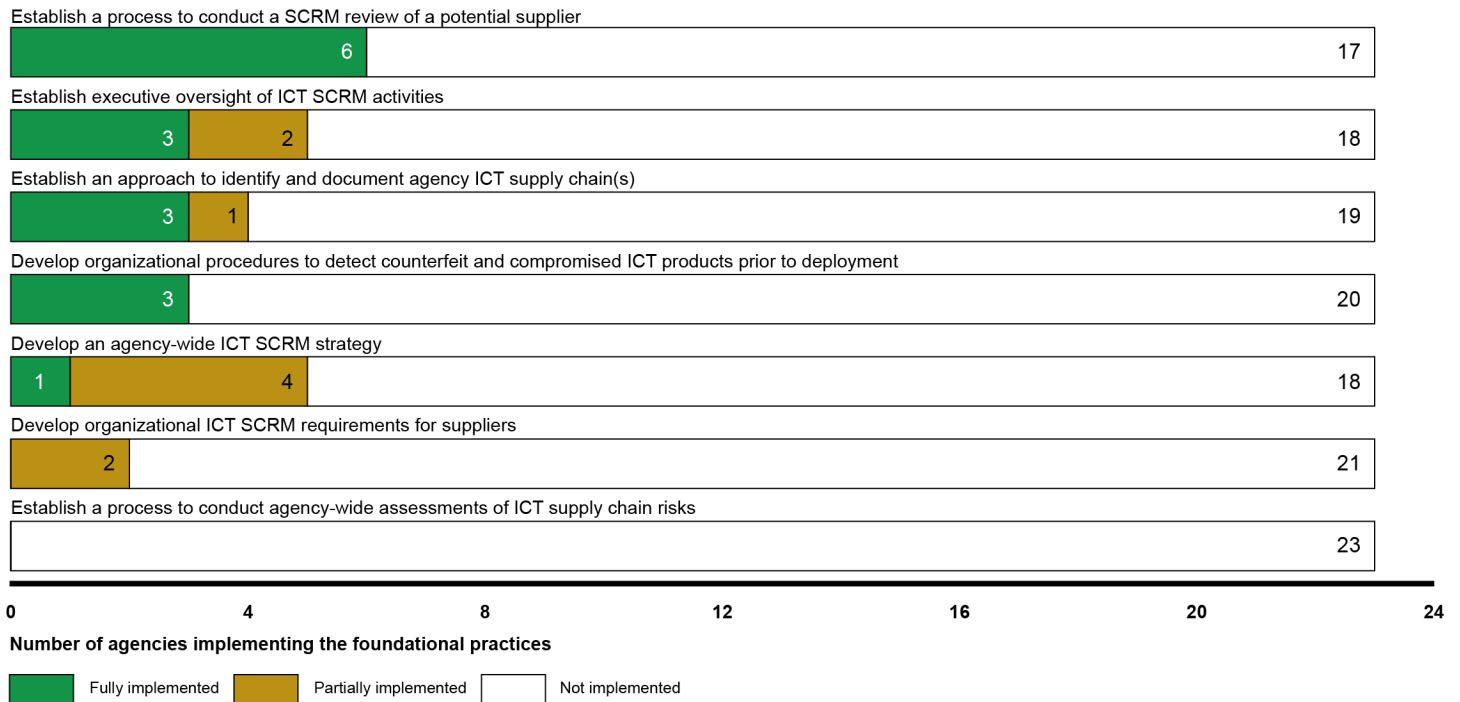 Establish a process to conduct a SCRM review of a potential supplier
6 17
Establish executive oversight of ICT SCRM activities
3 2 18
Establish an approach to identify and document agency ICT supply chain(s)
3 1 19
Develop organizational procedures to detect counterfeit and compromised ICT products prior to deployment
3 20
Develop an agency-wide ICT SCRM strategy
1 4 18
Develop organizational ICT SCRM requirements for suppliers
2 21
Establish a process to conduct agency-wide assessments of ICT supply chain risks
23
0 4 8 12 16 20 24
Number of agencies implementing the foundational practices
Fully implemented Partially implemented Not implemented